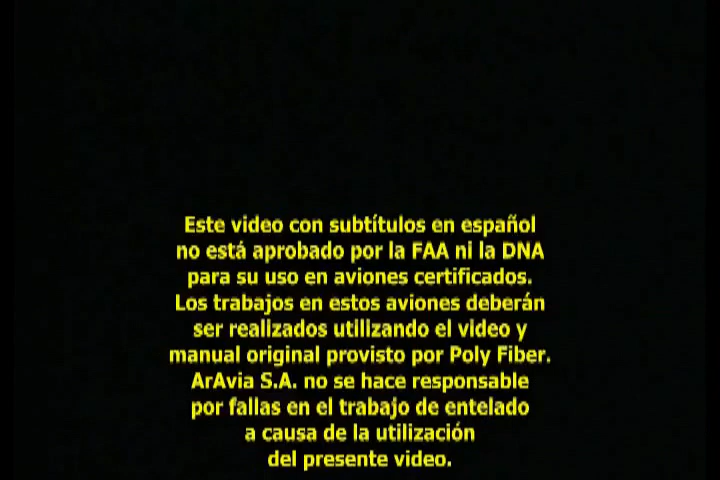 Este video con subtítulos en español
no está aprobado por la FAA ni la DNA
para su uso en aviones certificados.
Los trabajos en estos aviones deberán
ser realizados utilizando el video y
manual original provisto por Poly Fiber.
ArAvia S.A. no se hace responsable
por fallas en el trabajo de entelado
a causa de la utilización
del presente video.